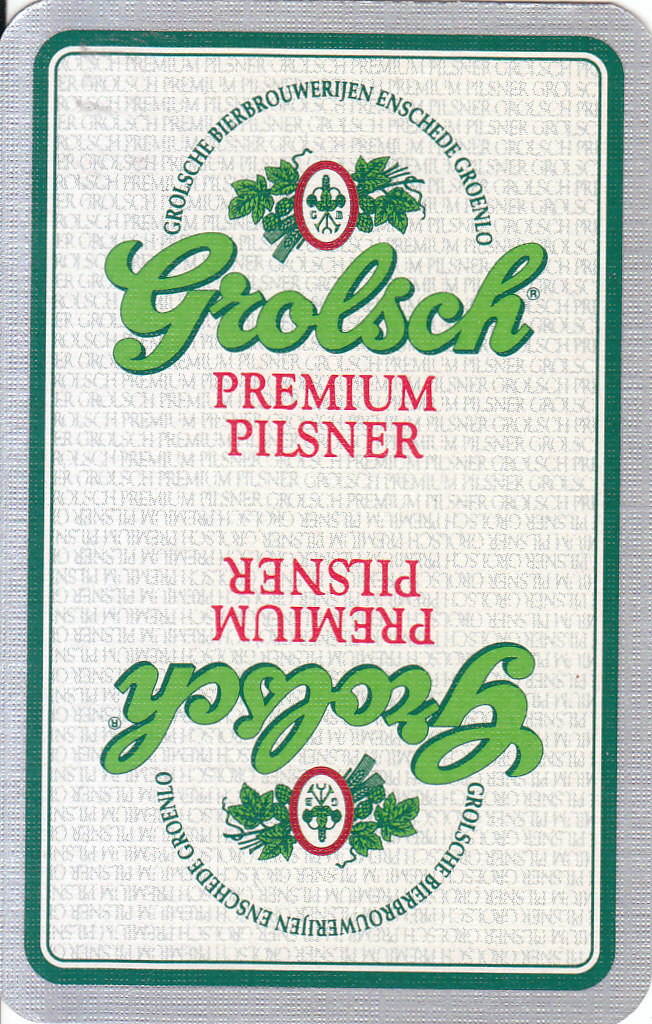 GROLSCHE BIERBROUWERIJEN ENSCHEDE GROENLO
G B
Grolsch®
PREMIUM
PILSNER
PREMIUM
PILSNER
Grolsch®
G B
GROLSCHE BIERBROUWERIJEN ENSCHEDE GROENLO